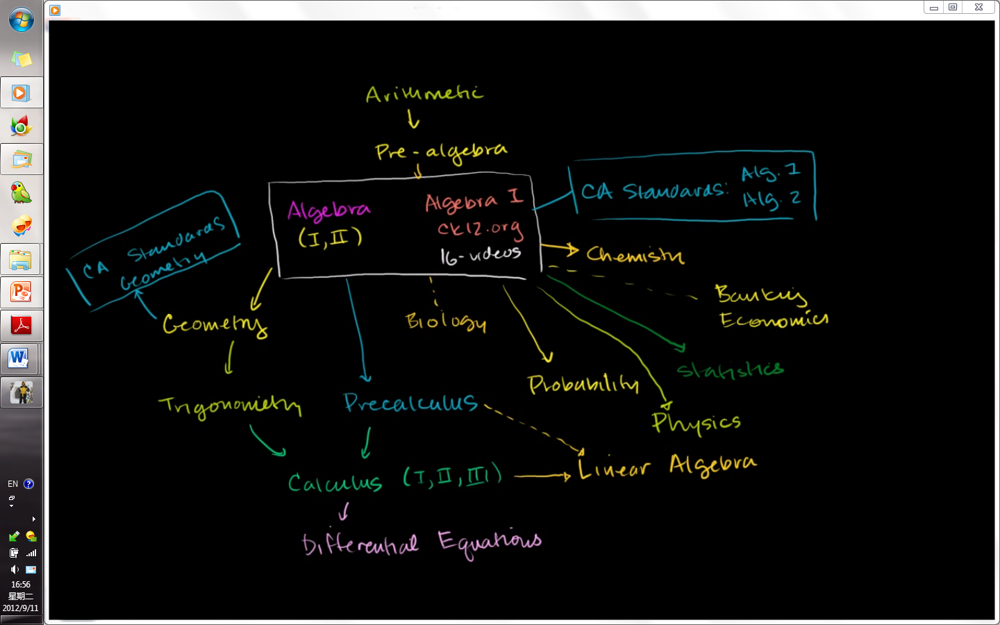 Arithmetic
Pre-algebra
Algebra
(I, II)
Algebra I
ck12.org
16-videos
CA Standards: Alg. 1
Alg. 2
CA Standards
Geometry
Chemistry
Banking
Economics
Geometry
Biology
Statistics
Probability
Trigonometry
Precalculus
Physics
Linear Algebra
Calculus (I, II, III)
Differential Equations
EN
16:56
星期二
2012/9/11